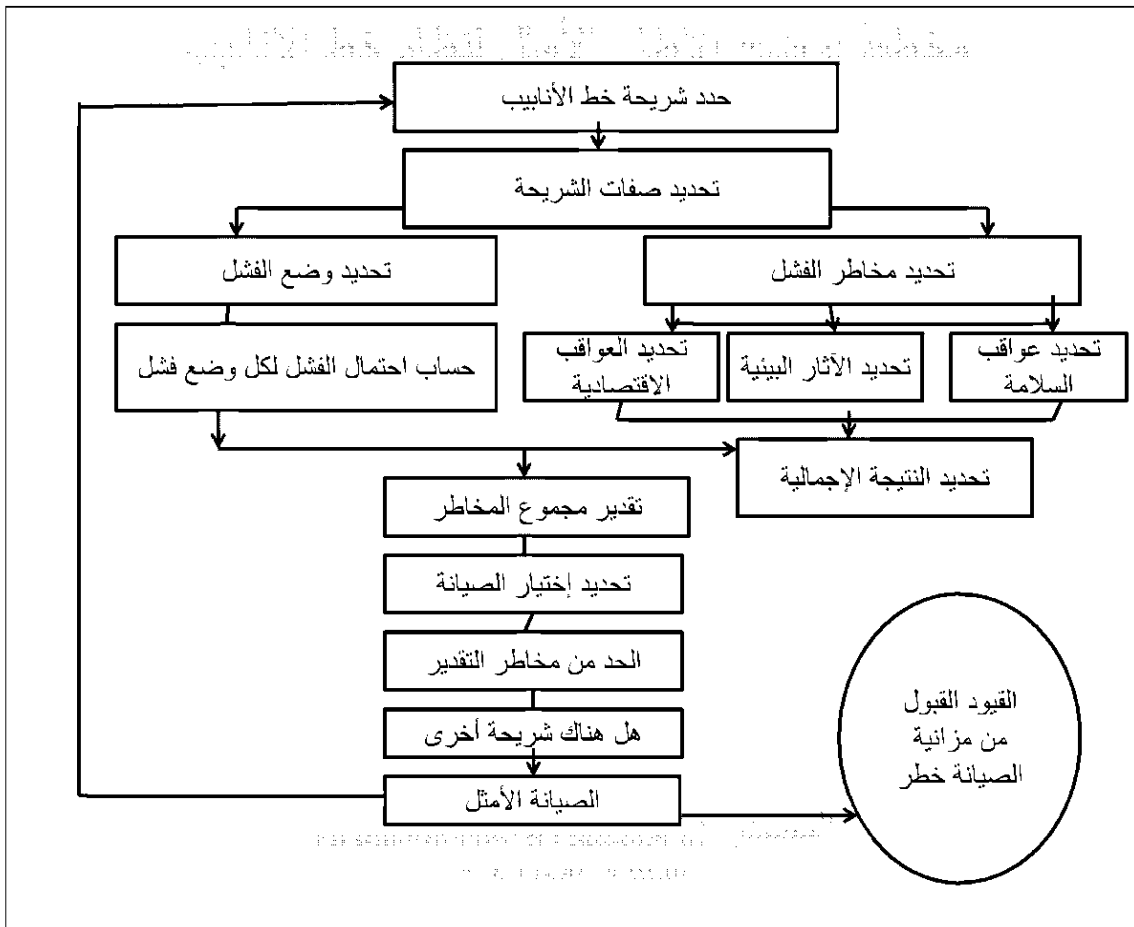 حدد شريحة خط الأنابيب
تحديد صفات الشريحة
تحديد مخاطر الفشل
تحديد وضع الفشل
تحديد عواقب
السلامة
تحديد الآثار البيئية
تحديد العواقب
الاقتصادية
حساب احتمال الفشل لكل وضع فشل
تحديد النتيجة الإجمالية
تقدير مجموع المخاطر
تحديد إختيار الصيانة
الحد من مخاطر التقدير
هل هناك شريحة أخرى
الصيانة الأمثل
القيود القبول
من مزانية
الصيانة خطر